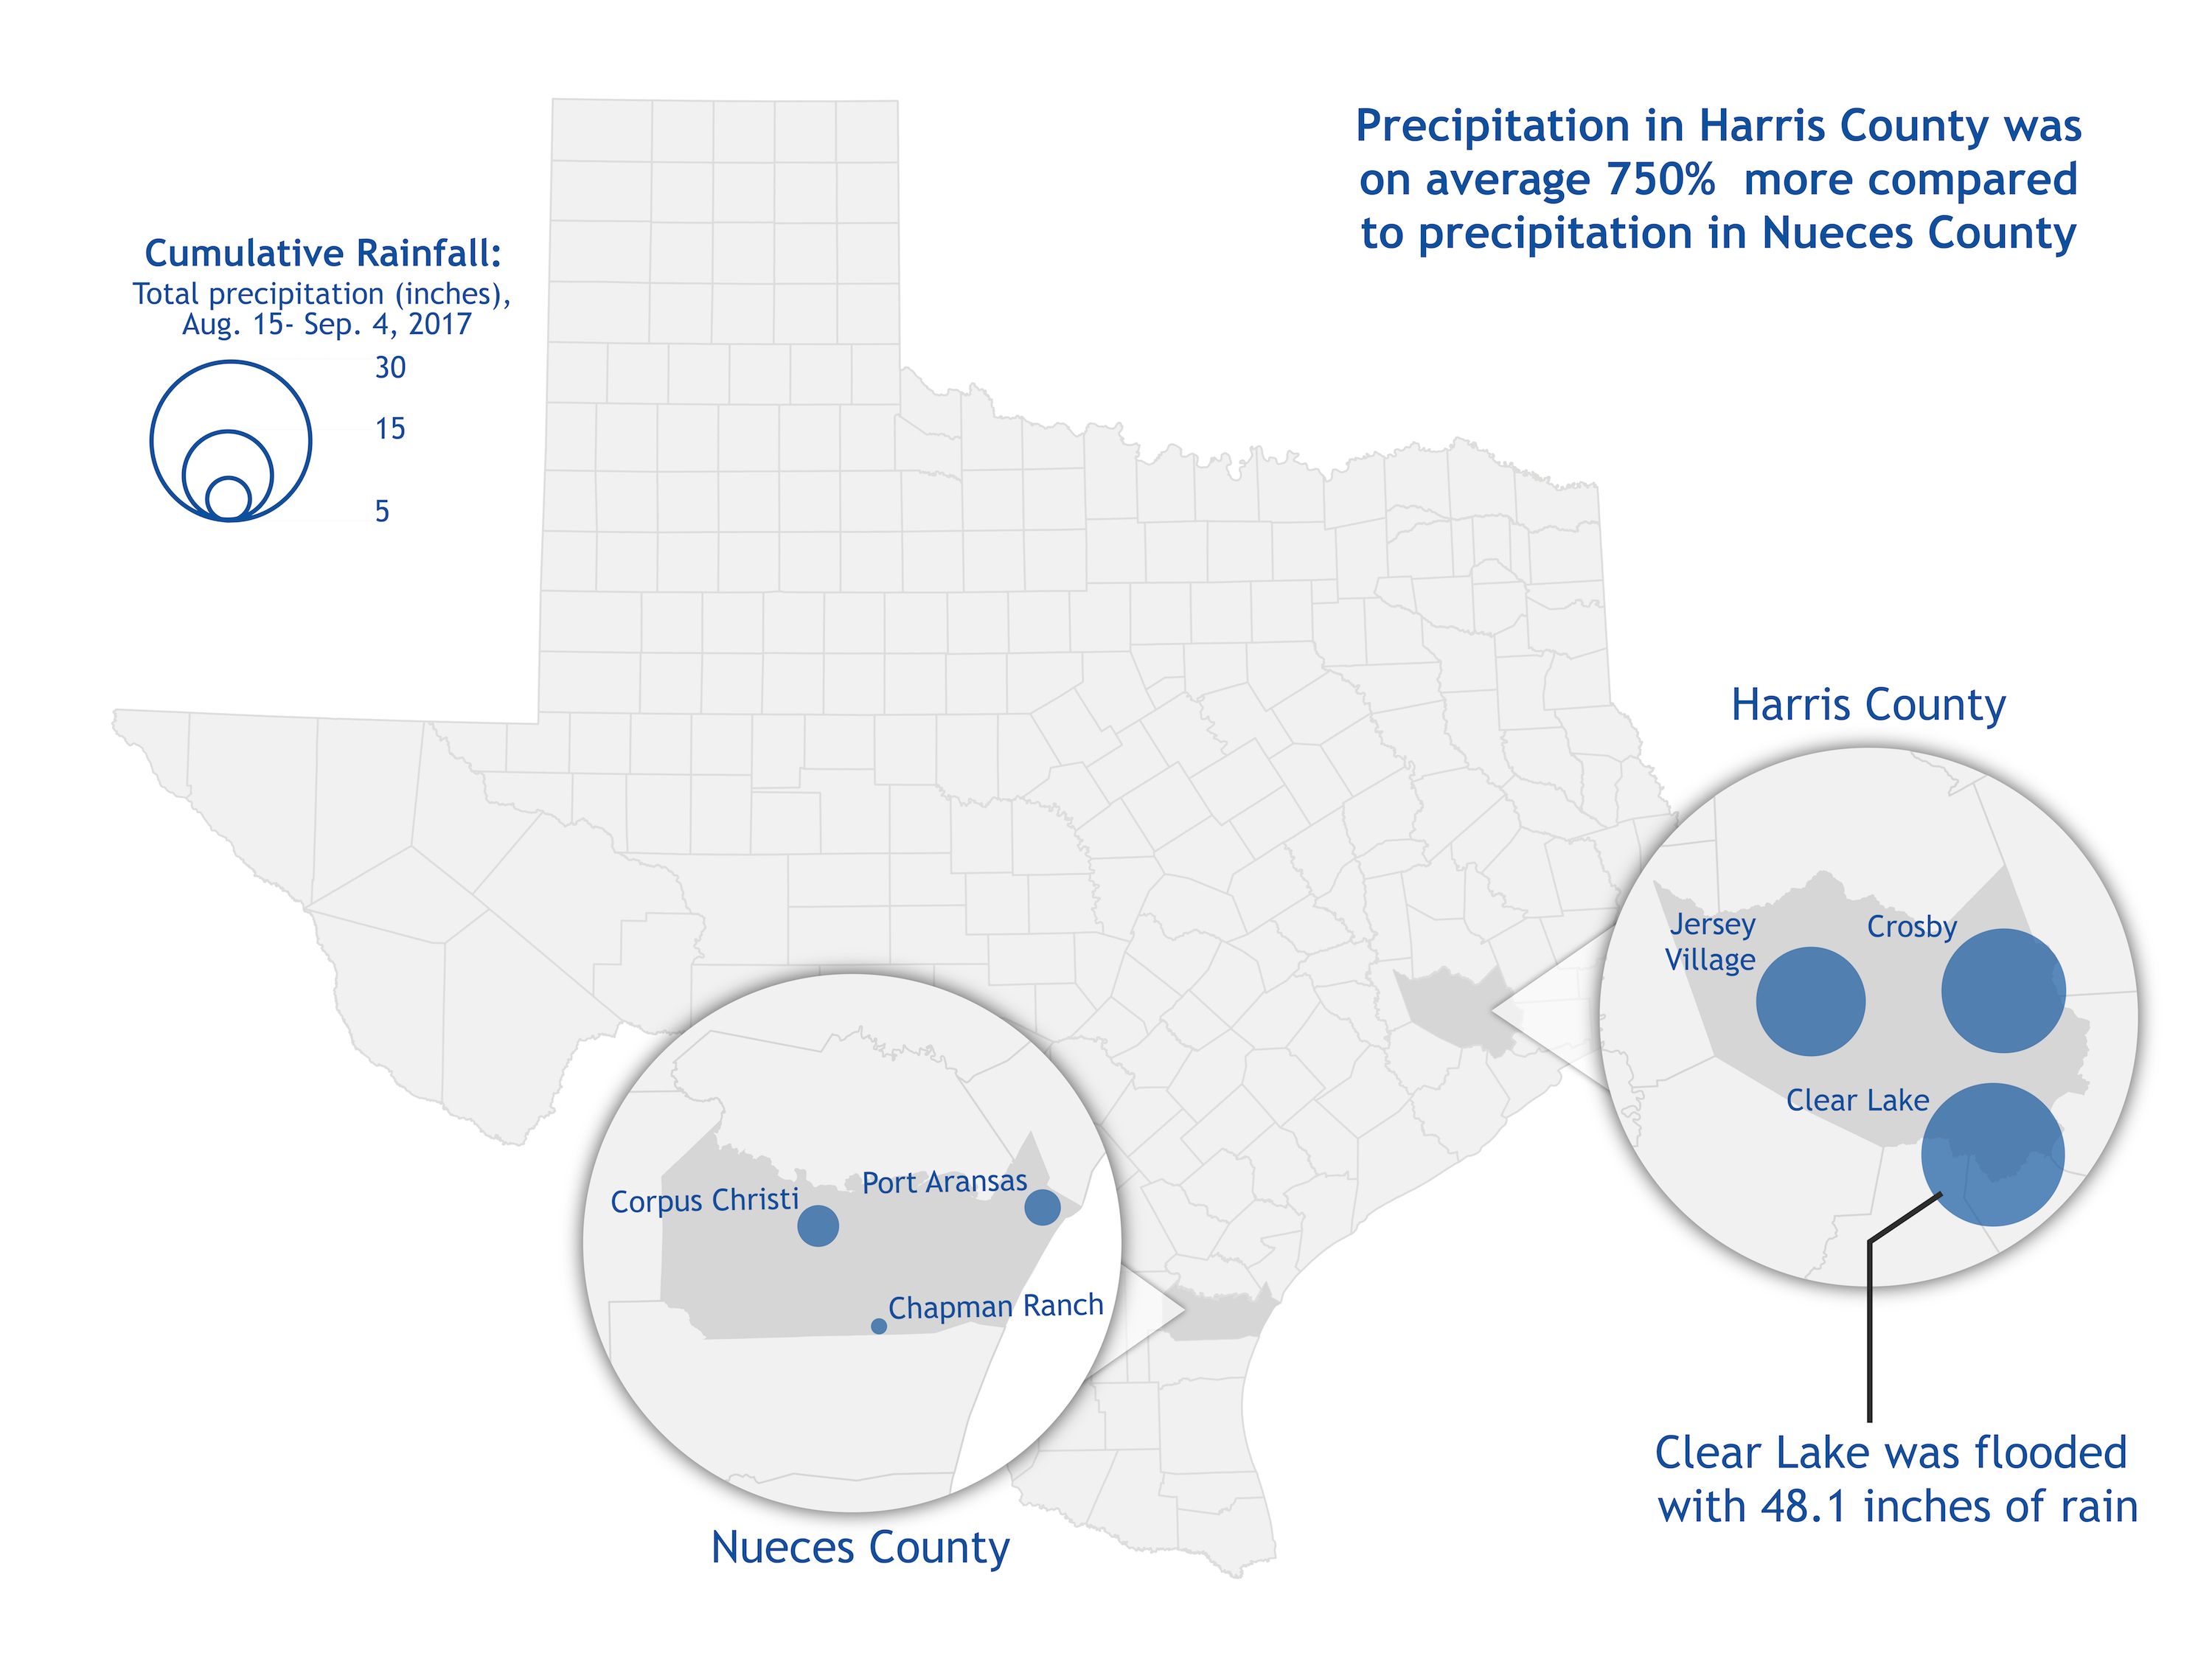 Precipitation in Harris County was
on average 750% more compared
to precipitation in Nueces County
Cumulative Rainfall:
Total precipitation (inches),
Aug. 15- Sep. 4, 2017
30
15
5
Harris County
Jersey
Village
Crosby
Clear Lake
Port Aransas
Corpus Christi
Chapman Ranch
Nueces County
Clear Lake was flooded
with 48.1 inches of rain